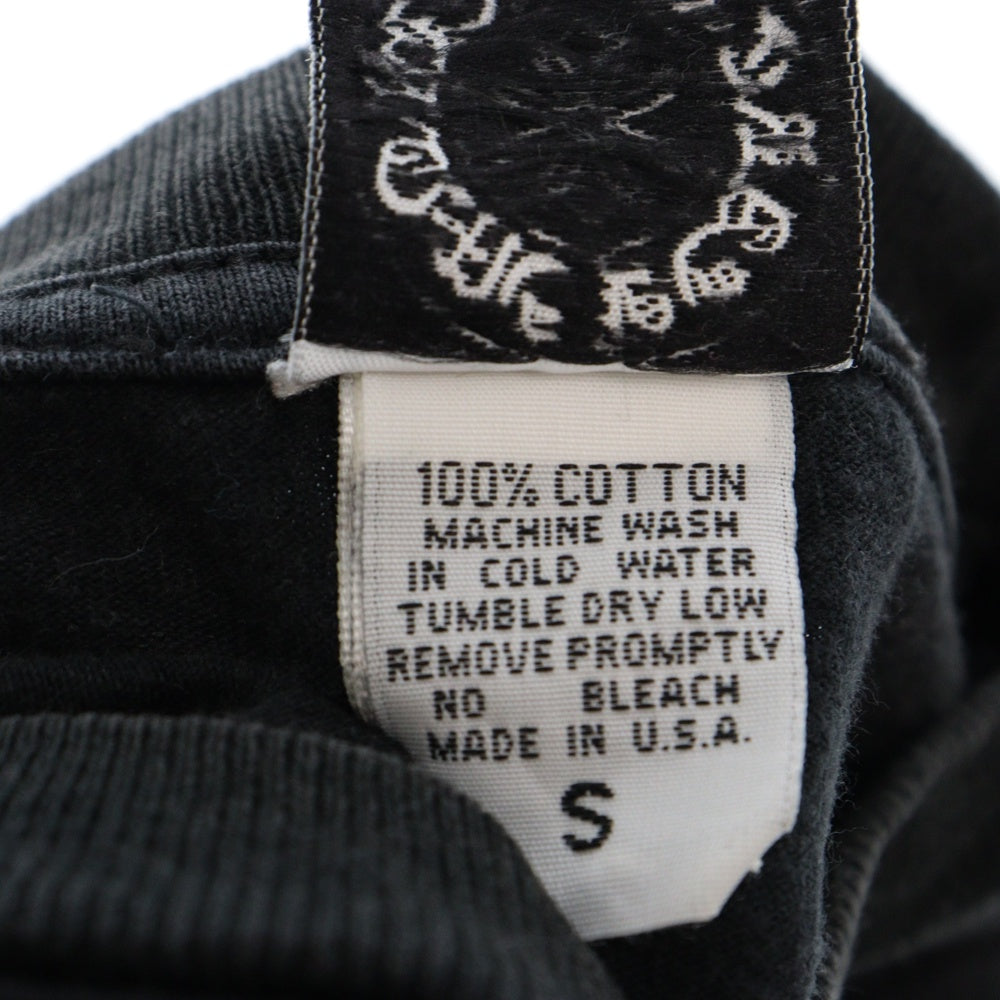 100% COTTON
MACHINE WASH
IN COLD WATER
TUMBLE DRY LOW
REMOVE PROMPTLY
NO BLEACH
MADE IN U.S.A.
S